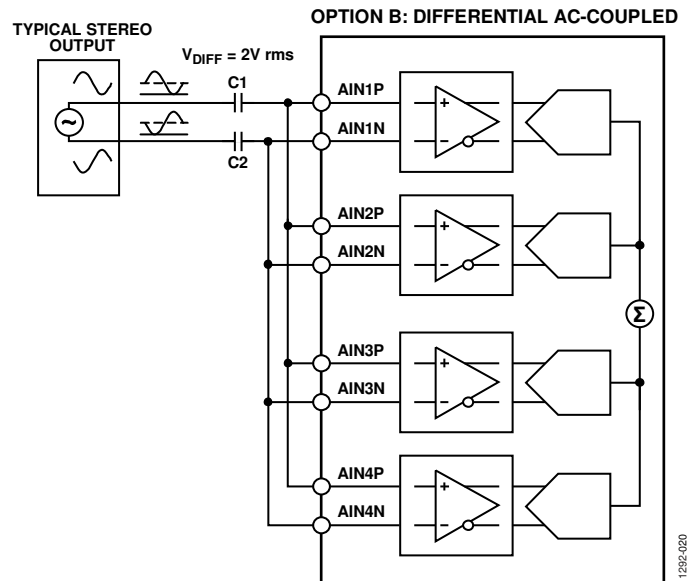 OPTION B: DIFFERENTIAL AC-COUPLED
TYPICAL STEREO
OUTPUT
VDIFF = 2V rms
C1
C2
AIN1P
AIN1N
AIN2P
AIN2N
AIN3P
AIN3N
AIN4P
AIN4N
+
−
+
−
+
−
+
−
~
Σ
1292-020